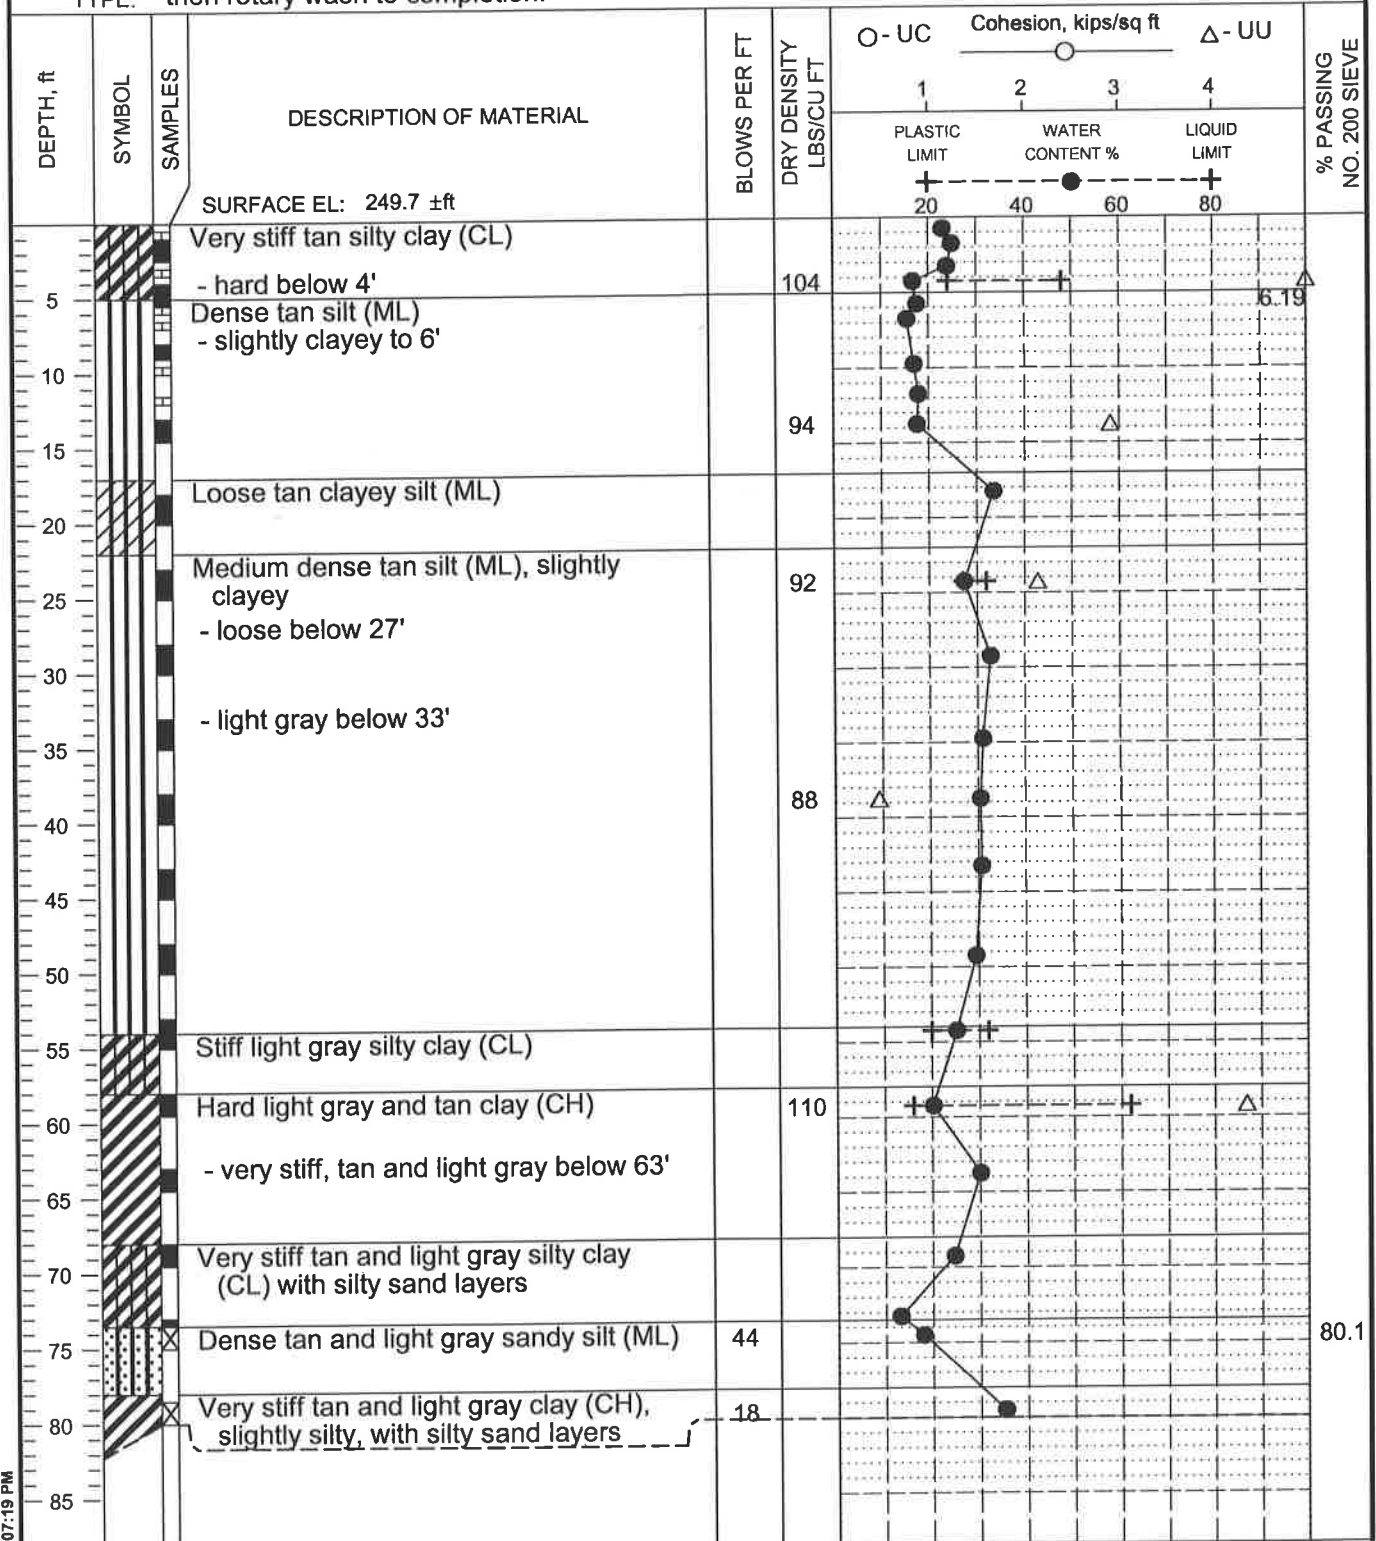 TYPE: then rotary wash to completion.
DEPTH, ft
SYMBOL
SAMPLES
DESCRIPTION OF MATERIAL
SURFACE EL: 249.7 ±ft
BLOWS PER FT
DRY DENSITY
LBS/CU FT
O - UC Cohesion, kips/sq ft △ - UU
1 2 3 4
PLASTIC LIMIT
WATER CONTENT %
LIQUID LIMIT
20 40 60 80
% PASSING
NO. 200 SIEVE
Very stiff tan silty clay (CL)
- hard below 4'
104
5
6.19
Dense tan silt (ML)
- slightly clayey to 6'
10
94
15
Loose tan clayey silt (ML)
20
Medium dense tan silt (ML), slightly
clayey
92
25
- loose below 27'
30
- light gray below 33'
35
88
40
45
50
55
Stiff light gray silty clay (CL)
Hard light gray and tan clay (CH)
110
60
- very stiff, tan and light gray below 63'
65
Very stiff tan and light gray silty clay
70
(CL) with silty sand layers
Dense tan and light gray sandy silt (ML)
44
80.1
75
Very stiff tan and light gray clay (CH),
18
80
slightly silty, with silty sand layers
85
07:19 PM